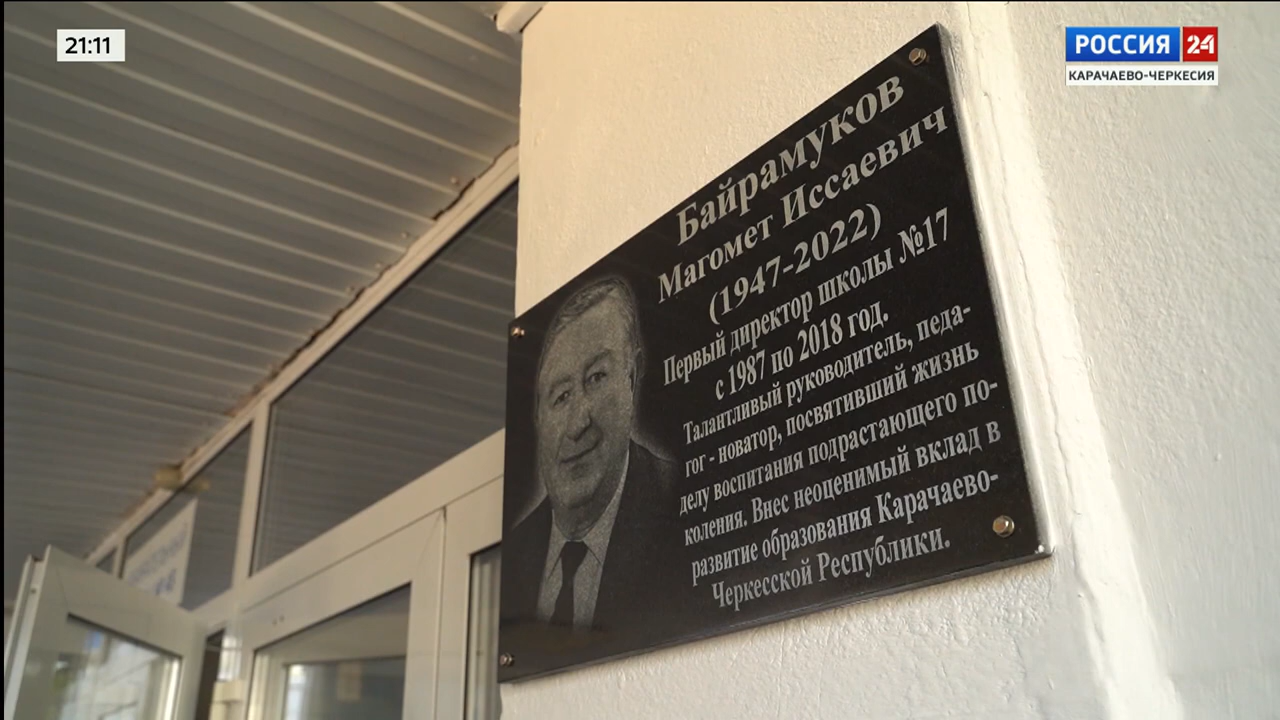 21:11
РОССИЯ 24
КАРАЧАЕВО-ЧЕРКЕСИЯ
Байрамуков
Магомет Иссаевич
(1947-2022)
Первый директор школы №17
с 1987 по 2018 год.
Талантливый руководитель, педа-
гог - новатор, посвятивший жизнь
делу воспитания подрастающего по-
коления. Внес неоценимый вклад в
развитие образования Карачаево-
Черкесской Республики.